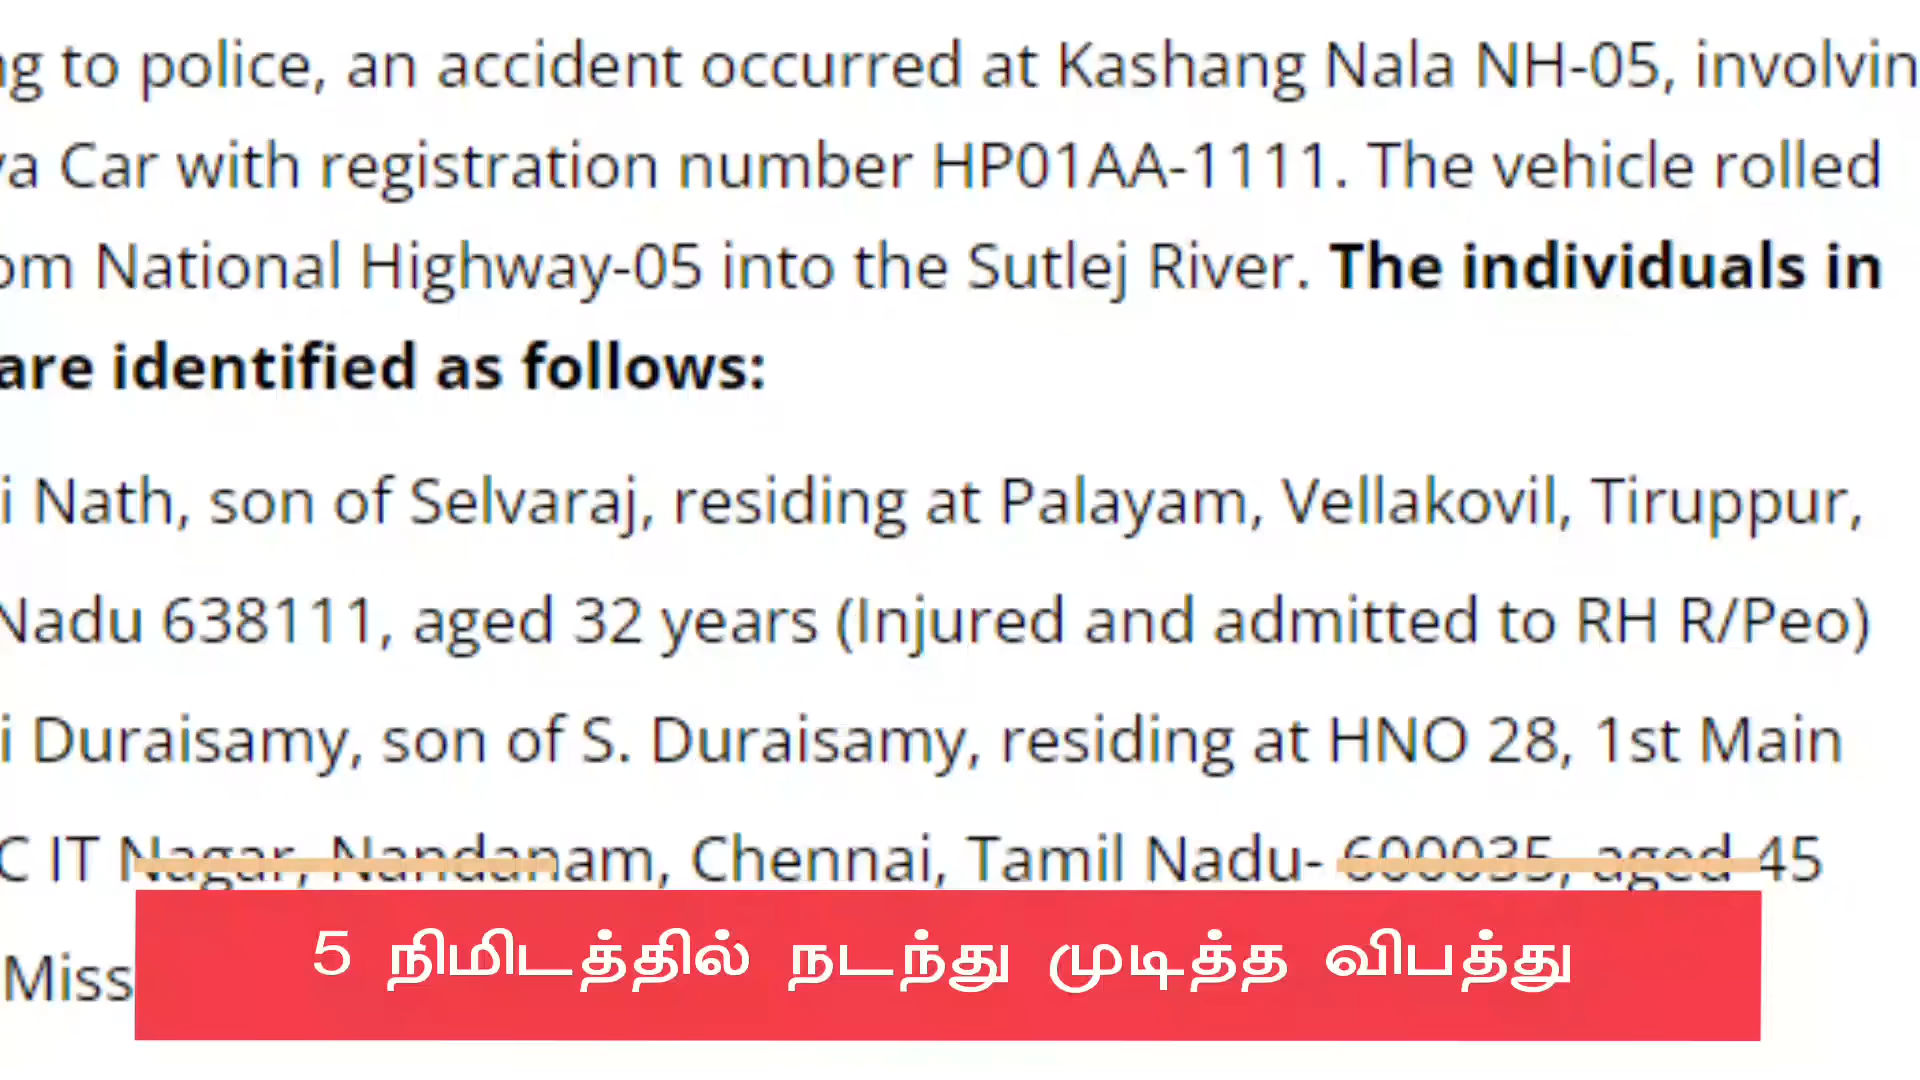 ng to police, an accident occurred at Kashang Nala NH-05, involvin
va Car with registration number HP01AA-1111. The vehicle rolled
om National Highway-05 into the Sutlej River. The individuals in
are identified as follows:
i Nath, son of Selvaraj, residing at Palayam, Vellakovil, Tiruppur,
Nadu 638111, aged 32 years (Injured and admitted to RH R/Peo)
i Duraisamy, son of S. Duraisamy, residing at HNO 28, 1st Main
C IT Nagar, Nandanam, Chennai, Tamil Nadu- 600035, aged 45
Miss
5 நிமிடத்தில் நடந்து முடித்த விபத்து